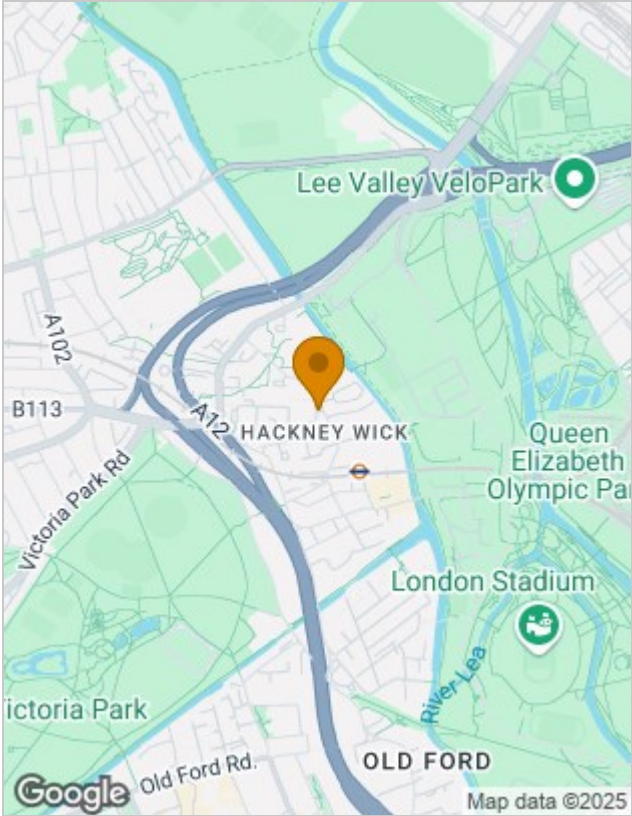 Lee Valley VeloPark
A102
B113
A12
HACKNEY WICK
Queen
Elizabeth
Olympic Par
Victoria Park Rd
London Stadium
River Lea
ictoria Park
OLD FORD
Old Ford Rd.
Google
Map data ©2025